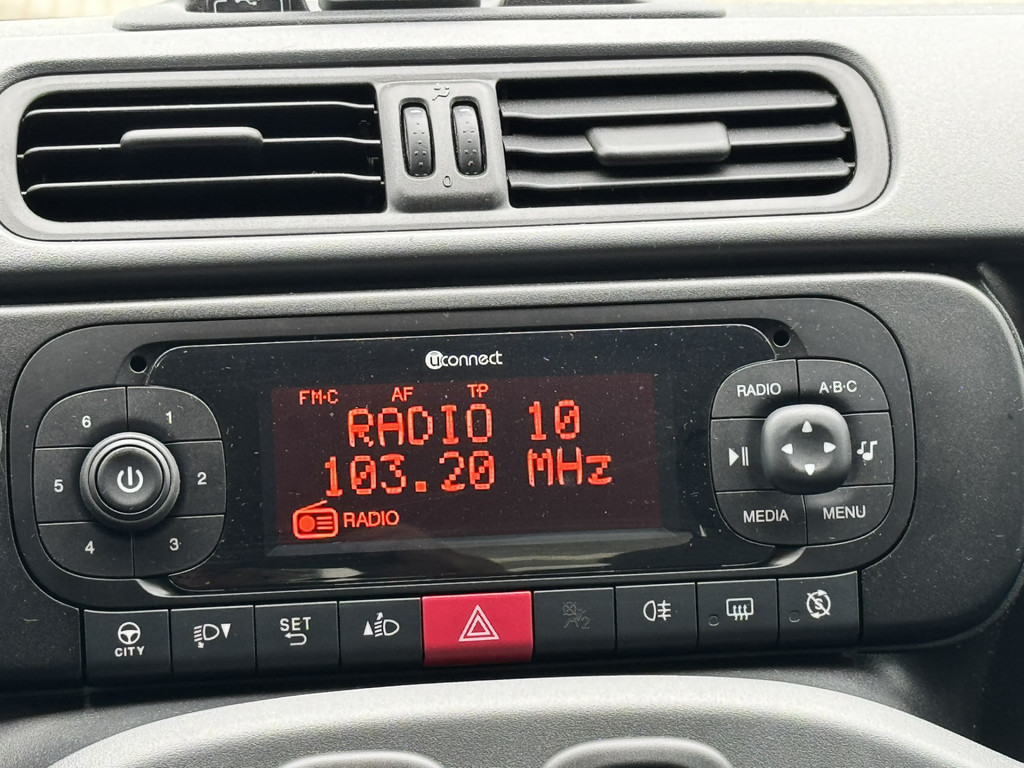 0
uconnect
FM·C AF TP
RADIO 10
103.20 MHz
RADIO
6 1
5 2
4 3
RADIO A·B·C
MEDIA MENU
CITY
SET